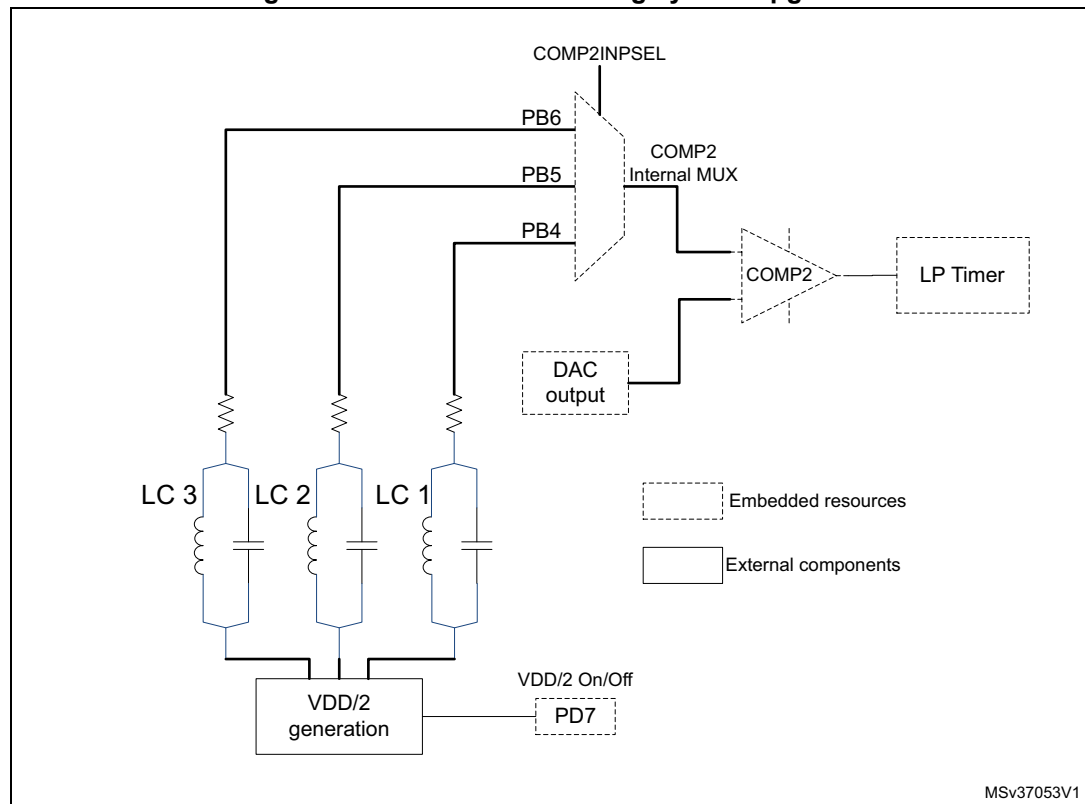 COMP2INPSEL
PB6
COMP2
Internal MUX
PB5
PB4
COMP2
LP Timer
DAC
output
LC 3
LC 2
LC 1
Embedded resources
External components
VDD/2
generation
VDD/2 On/Off
PD7
MSv37053V1